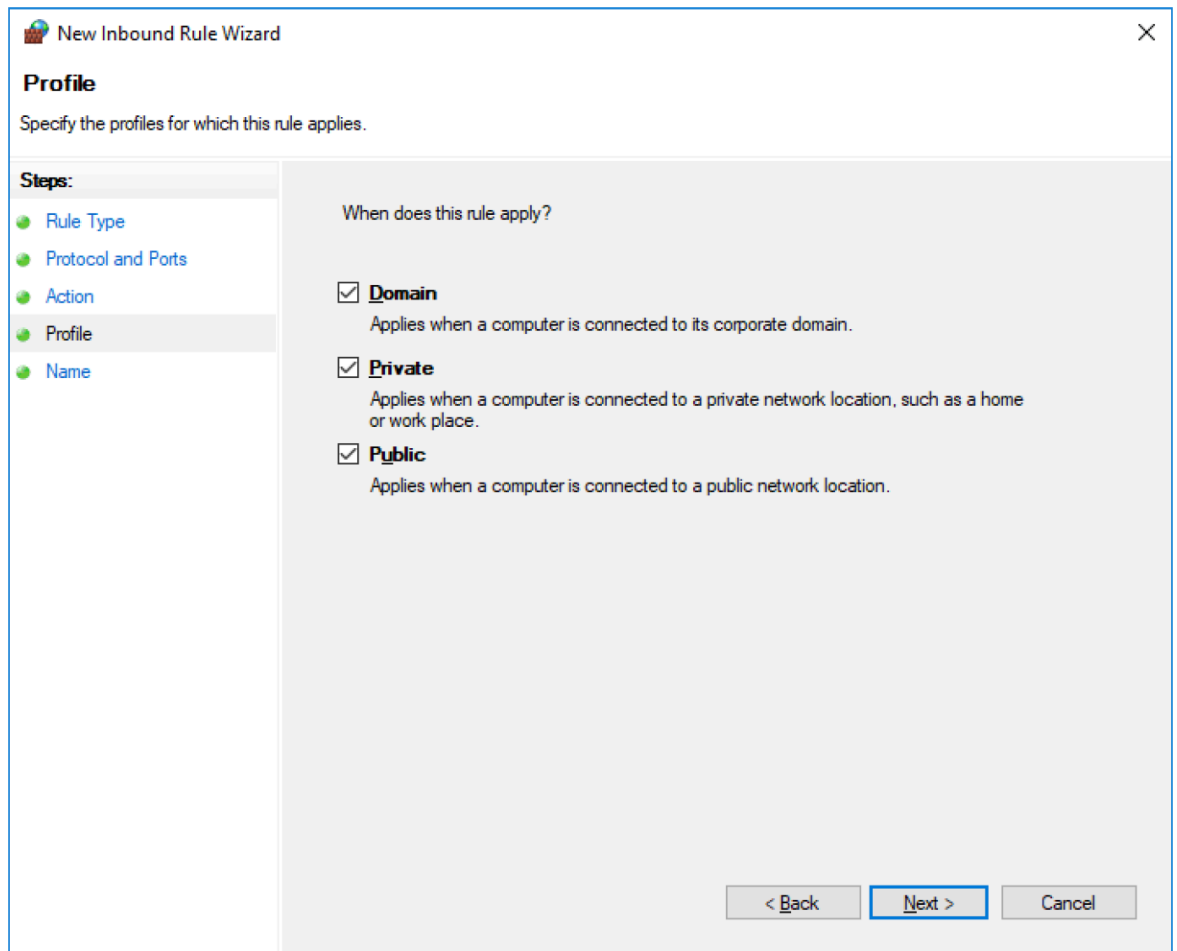 New Inbound Rule Wizard
Profile
Specify the profiles for which this rule applies.
Steps:
Rule Type
Protocol and Ports
Action
Profile
Name
When does this rule apply?
Domain
Applies when a computer is connected to its corporate domain.
Private
Applies when a computer is connected to a private network location, such as a home
or work place.
Public
Applies when a computer is connected to a public network location.
< Back
Next >
Cancel